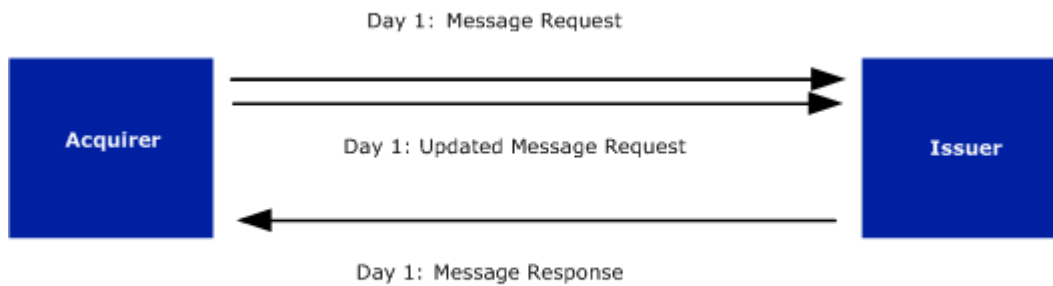 Day 1: Message Request
Acquirer
Day 1: Updated Message Request
Issuer
Day 1: Message Response